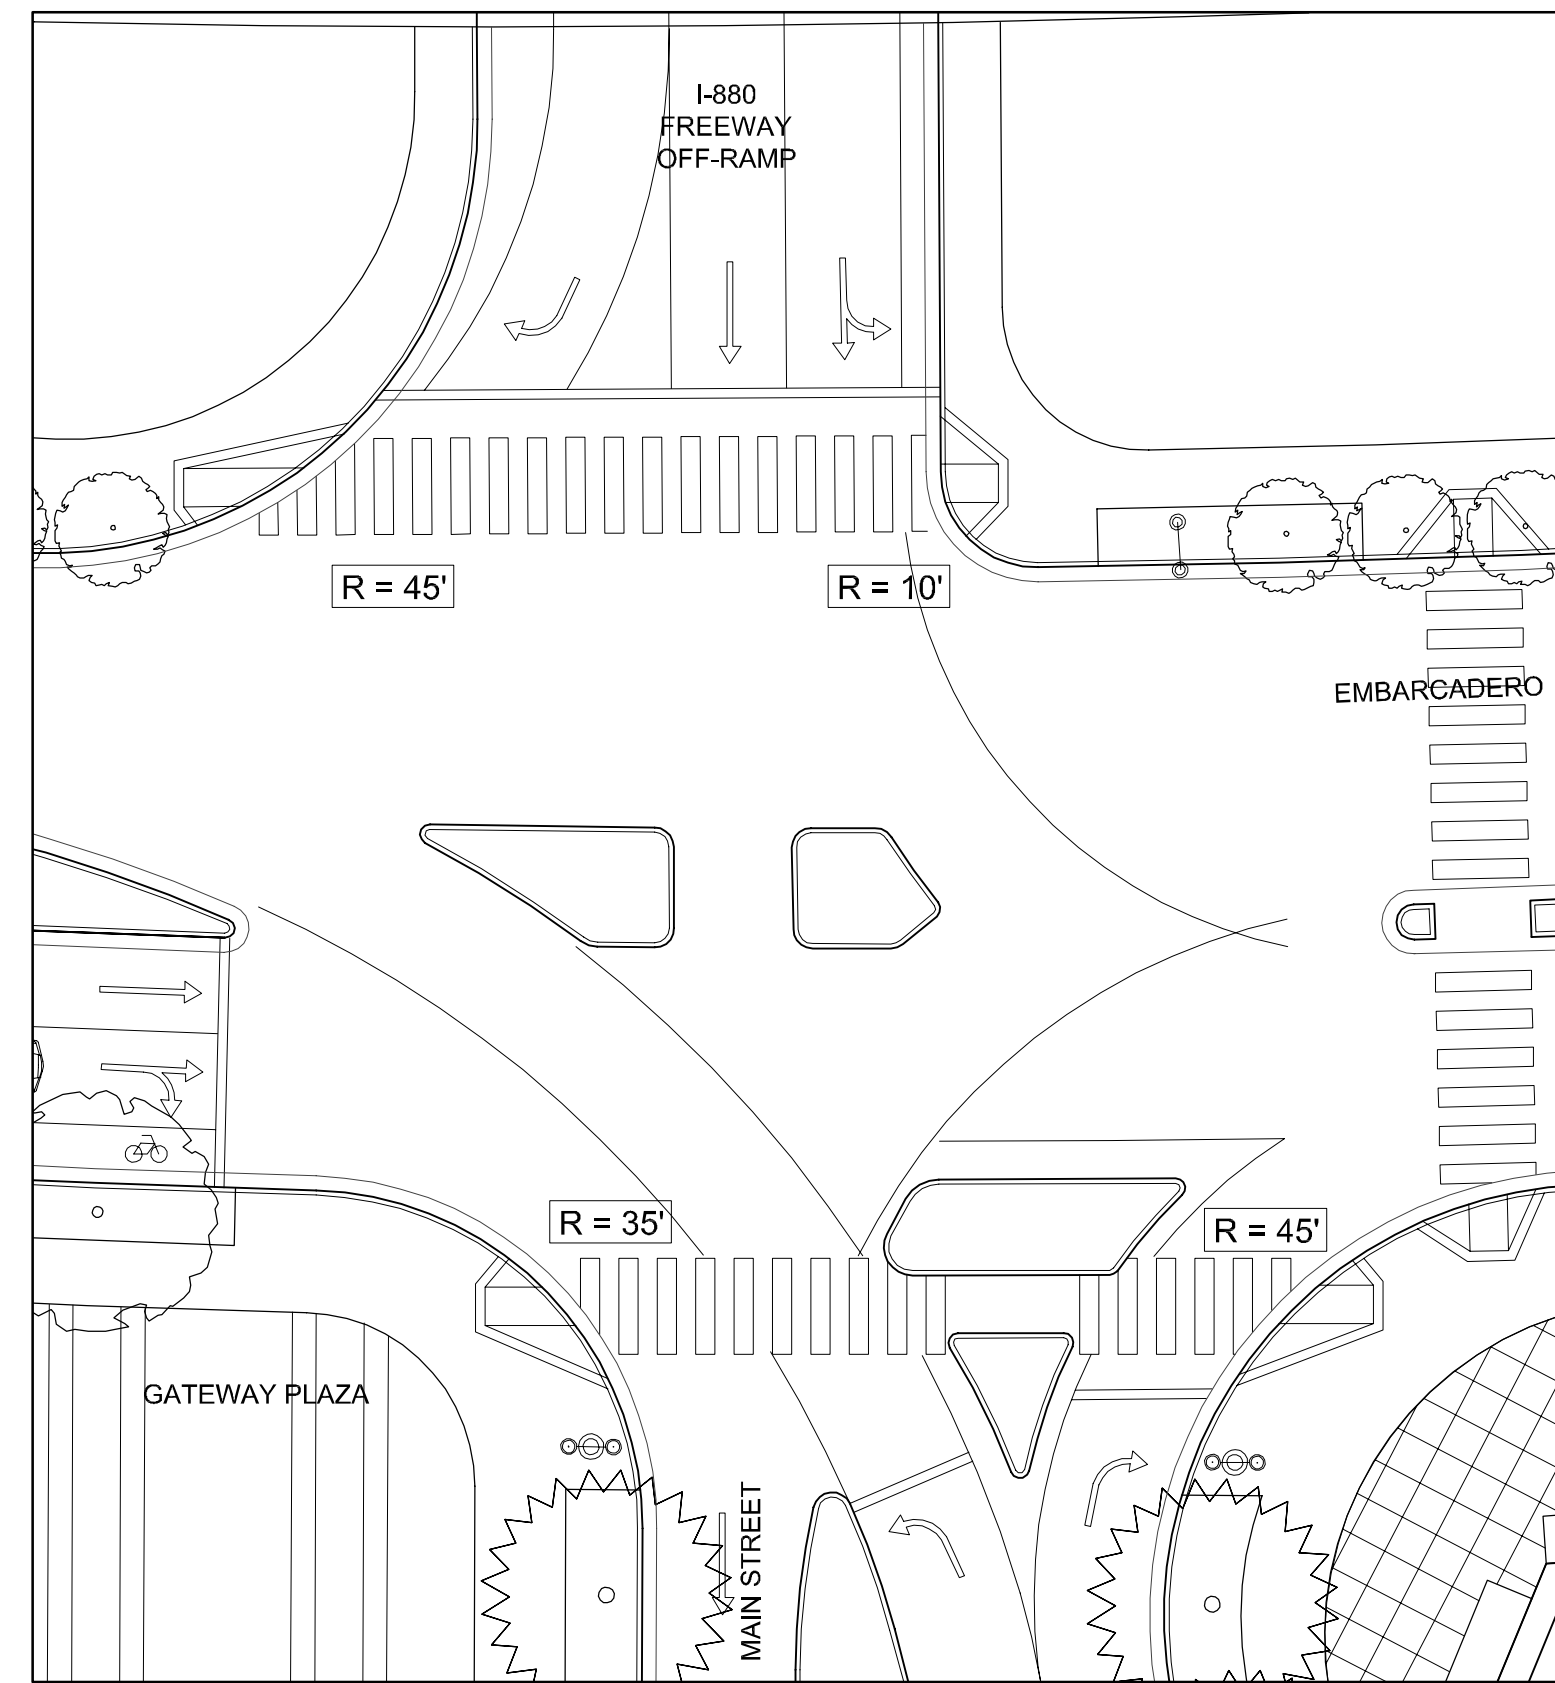 I-880
FREEWAY
OFF-RAMP
R = 45'
R = 10'
EMBARCADERO
R = 35'
R = 45'
GATEWAY PLAZA
MAIN STREET